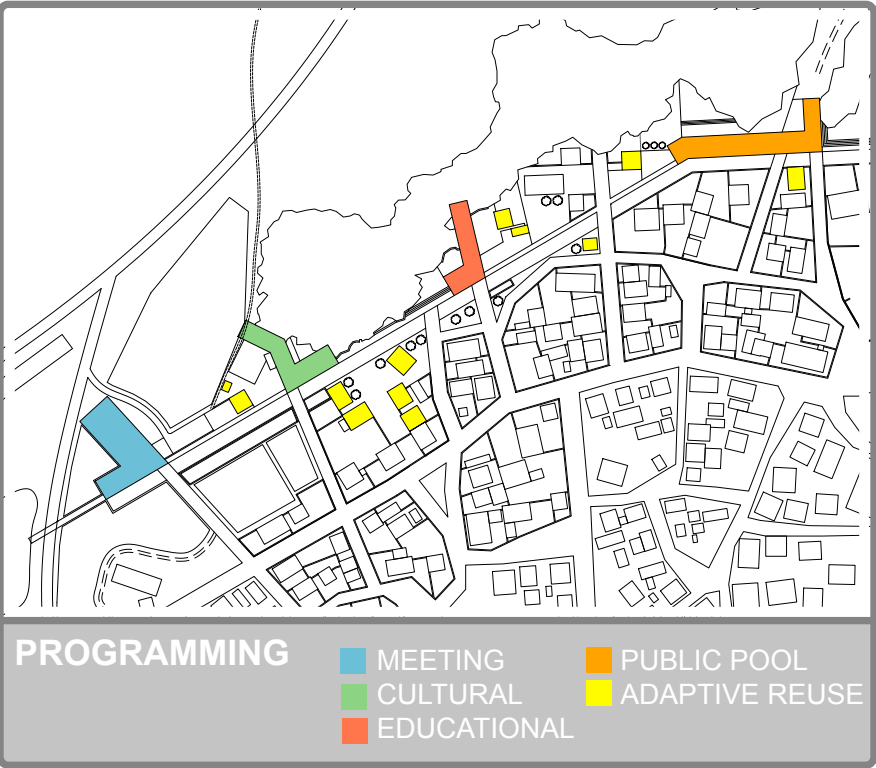 PROGRAMMING
MEETING
CULTURAL
EDUCATIONAL
PUBLIC POOL
ADAPTIVE REUSE